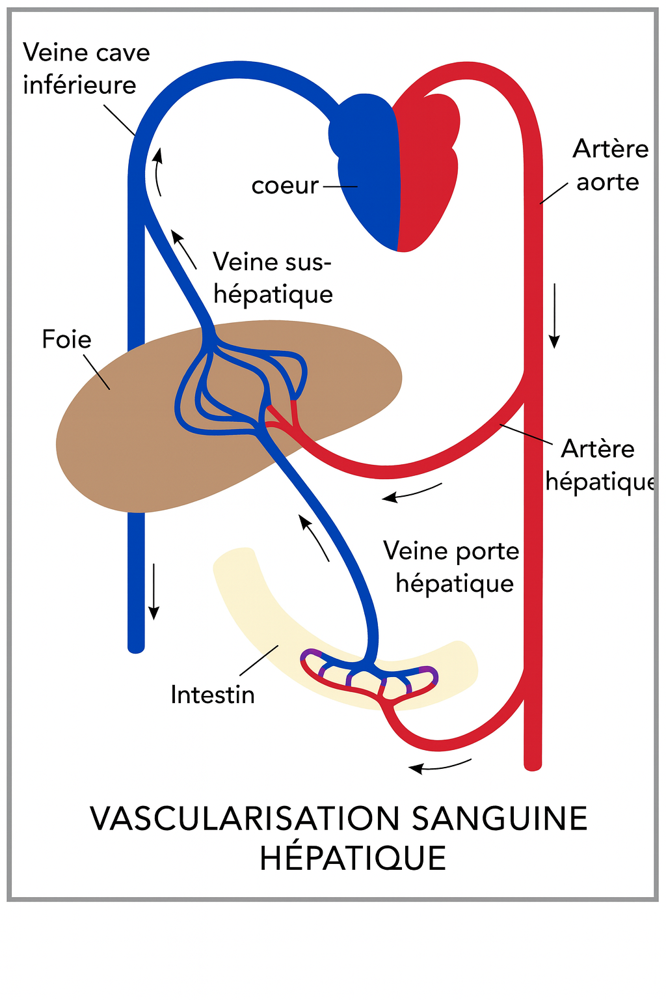 Veine cave
inférieure
Artère
aorte
coeur
Veine sus-
hépatique
Foie
Artère
hépatique
Veine porte
hépatique
Intestin
VASCULARISATION SANGUINE
HÉPATIQUE